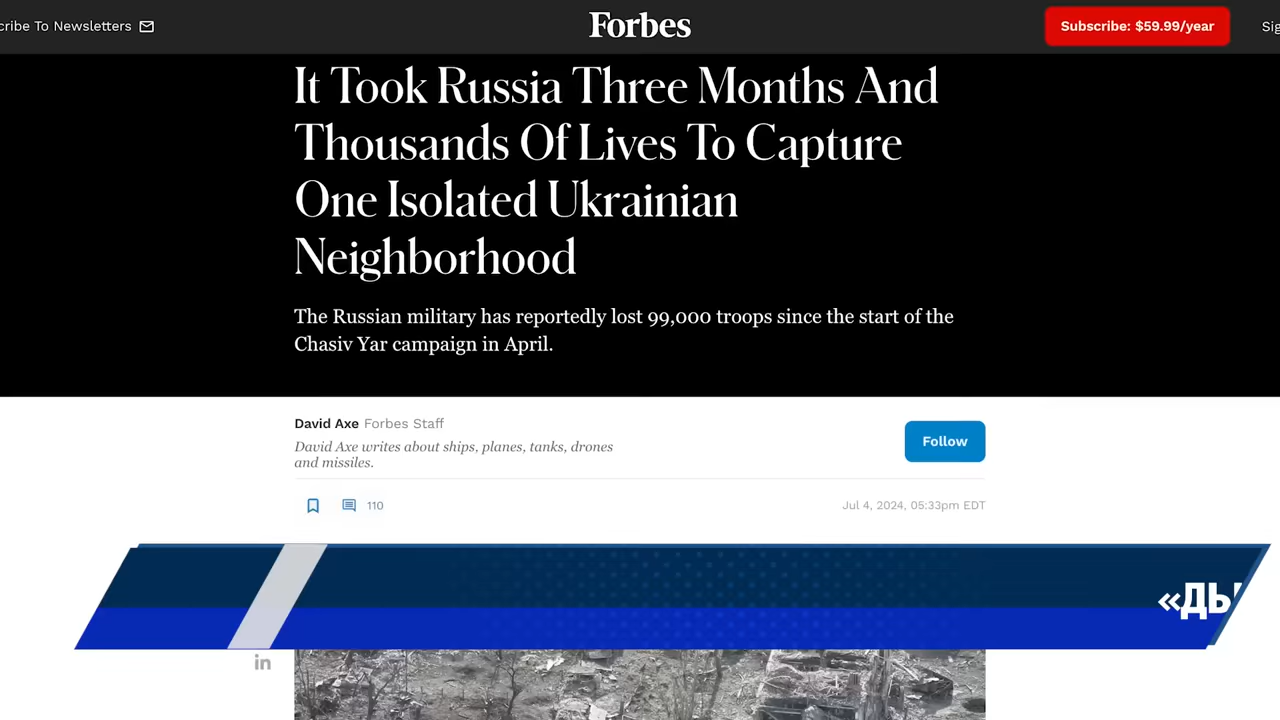 cribe To Newsletters
Forbes
Subscribe: $59.99/year
It Took Russia Three Months And
Thousands Of Lives To Capture
One Isolated Ukrainian
Neighborhood
The Russian military has reportedly lost 99,000 troops since the start of the
Chasiv Yar campaign in April.
David Axe Forbes Staff
David Axe writes about ships, planes, tanks, drones
and missiles.
Follow
110
Jul 4, 2024, 05:33pm EDT
«ДЫ
in